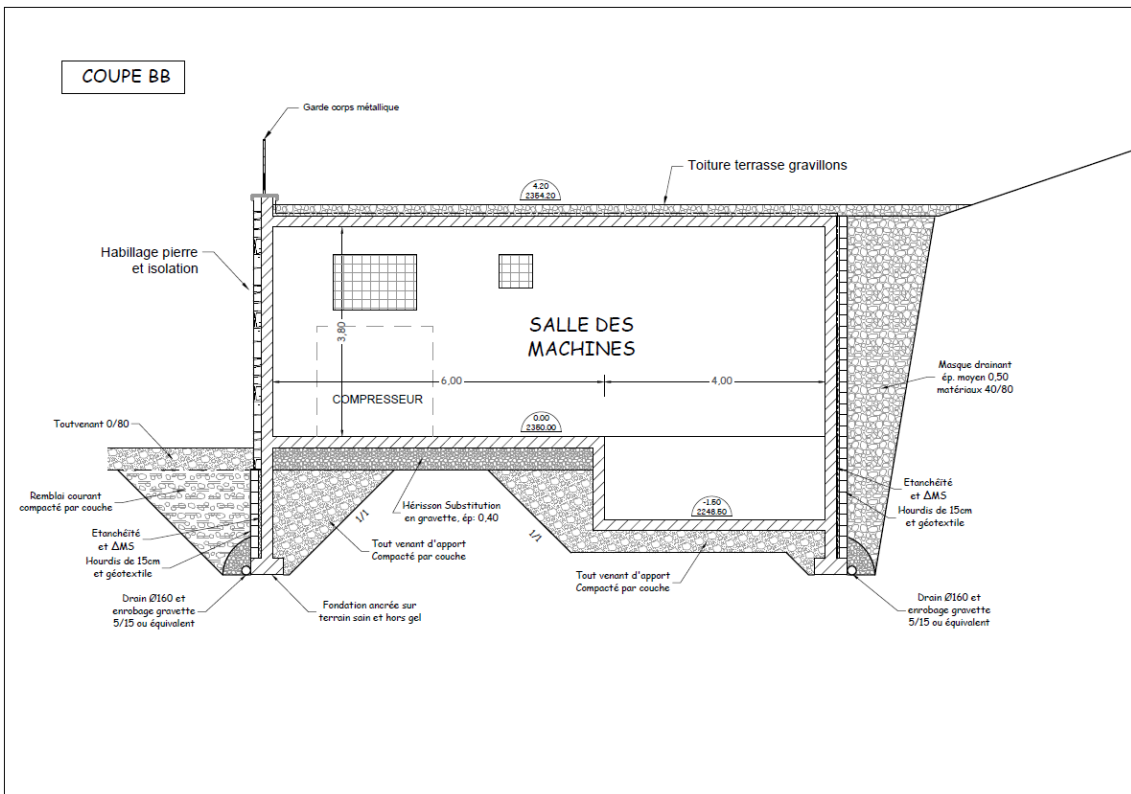 COUPE BB
Garde corps métallique
Toiture terrasse gravillons
4.20
2364.20
Habillage pierre
et isolation
3,80
SALLE DES
MACHINES
6,00
4,00
COMPRESSEUR
Masque drainant
ép. moyen 0,50
matériaux 40/80
0.00
2360.00
Toutvenant 0/80
Remblai courant
compacté par couche
Etanchéité
et ΔMS
Hourdis de 15cm
et géotextile
1/1
Hérisson Substitution
en gravette, ép: 0,40
Tout venant d'apport
Compacté par couche
1/1
-1.50
2248.50
Tout venant d'apport
Compacté par couche
Etanchéité
et ΔMS
Hourdis de 15cm
et géotextile
Drain Ø160 et
enrobage gravette
5/15 ou équivalent
Fondation ancrée sur
terrain sain et hors gel
Drain Ø160 et
enrobage gravette
5/15 ou équivalent